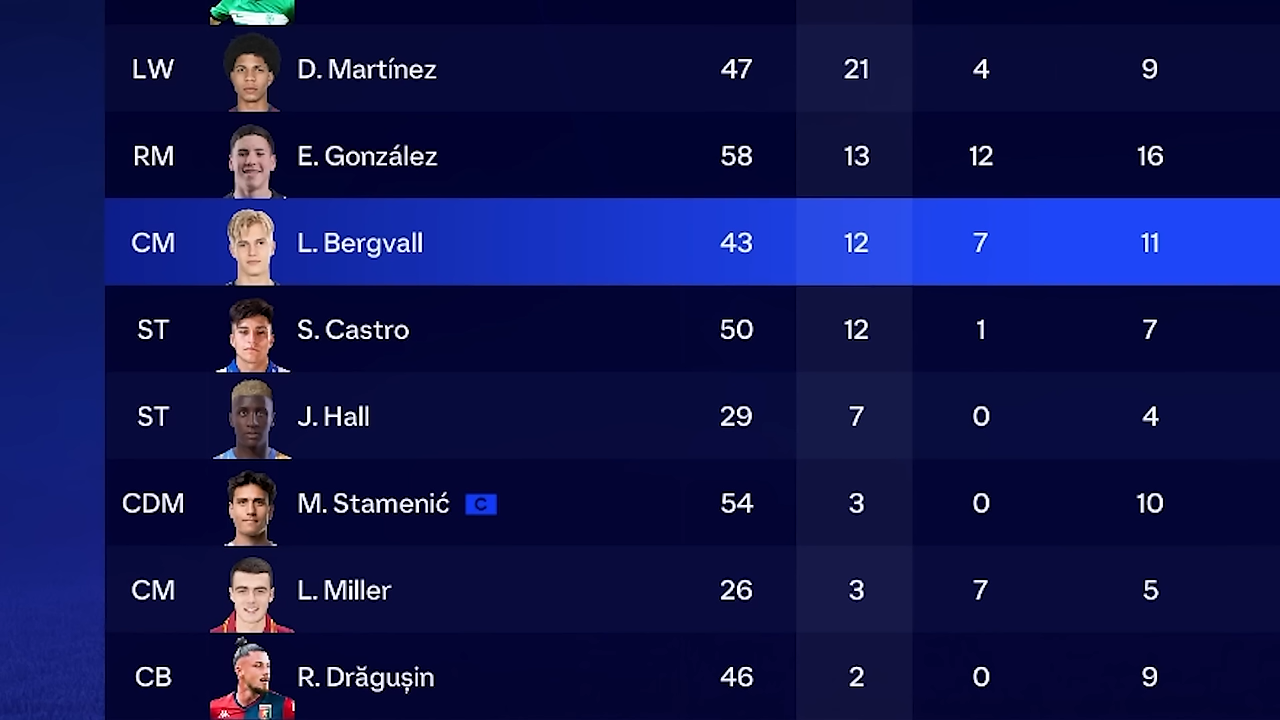 LW D. Martínez 47 21 4 9
RM E. González 58 13 12 16
CM L. Bergvall 43 12 7 11
ST S. Castro 50 12 1 7
ST J. Hall 29 7 0 4
CDM M. Stamenić C 54 3 0 10
CM L. Miller 26 3 7 5
CB R. Drăgușin 46 2 0 9